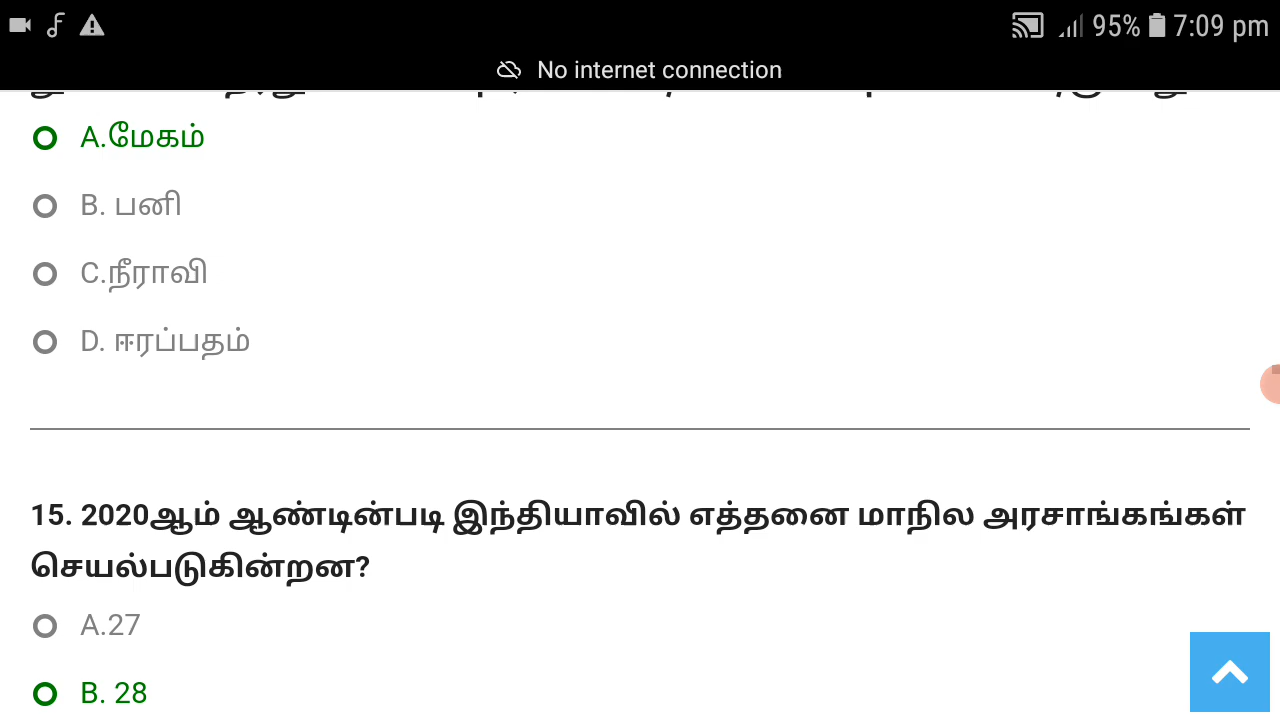 95% 7:09 pm
No internet connection
A.மேகம்
B. பனி
C.நீராவி
D. ஈரப்பதம்
15. 2020ஆம் ஆண்டின்படி இந்தியாவில் எத்தனை மாநில அரசாங்கங்கள்
செயல்படுகின்றன?
A.27
B. 28